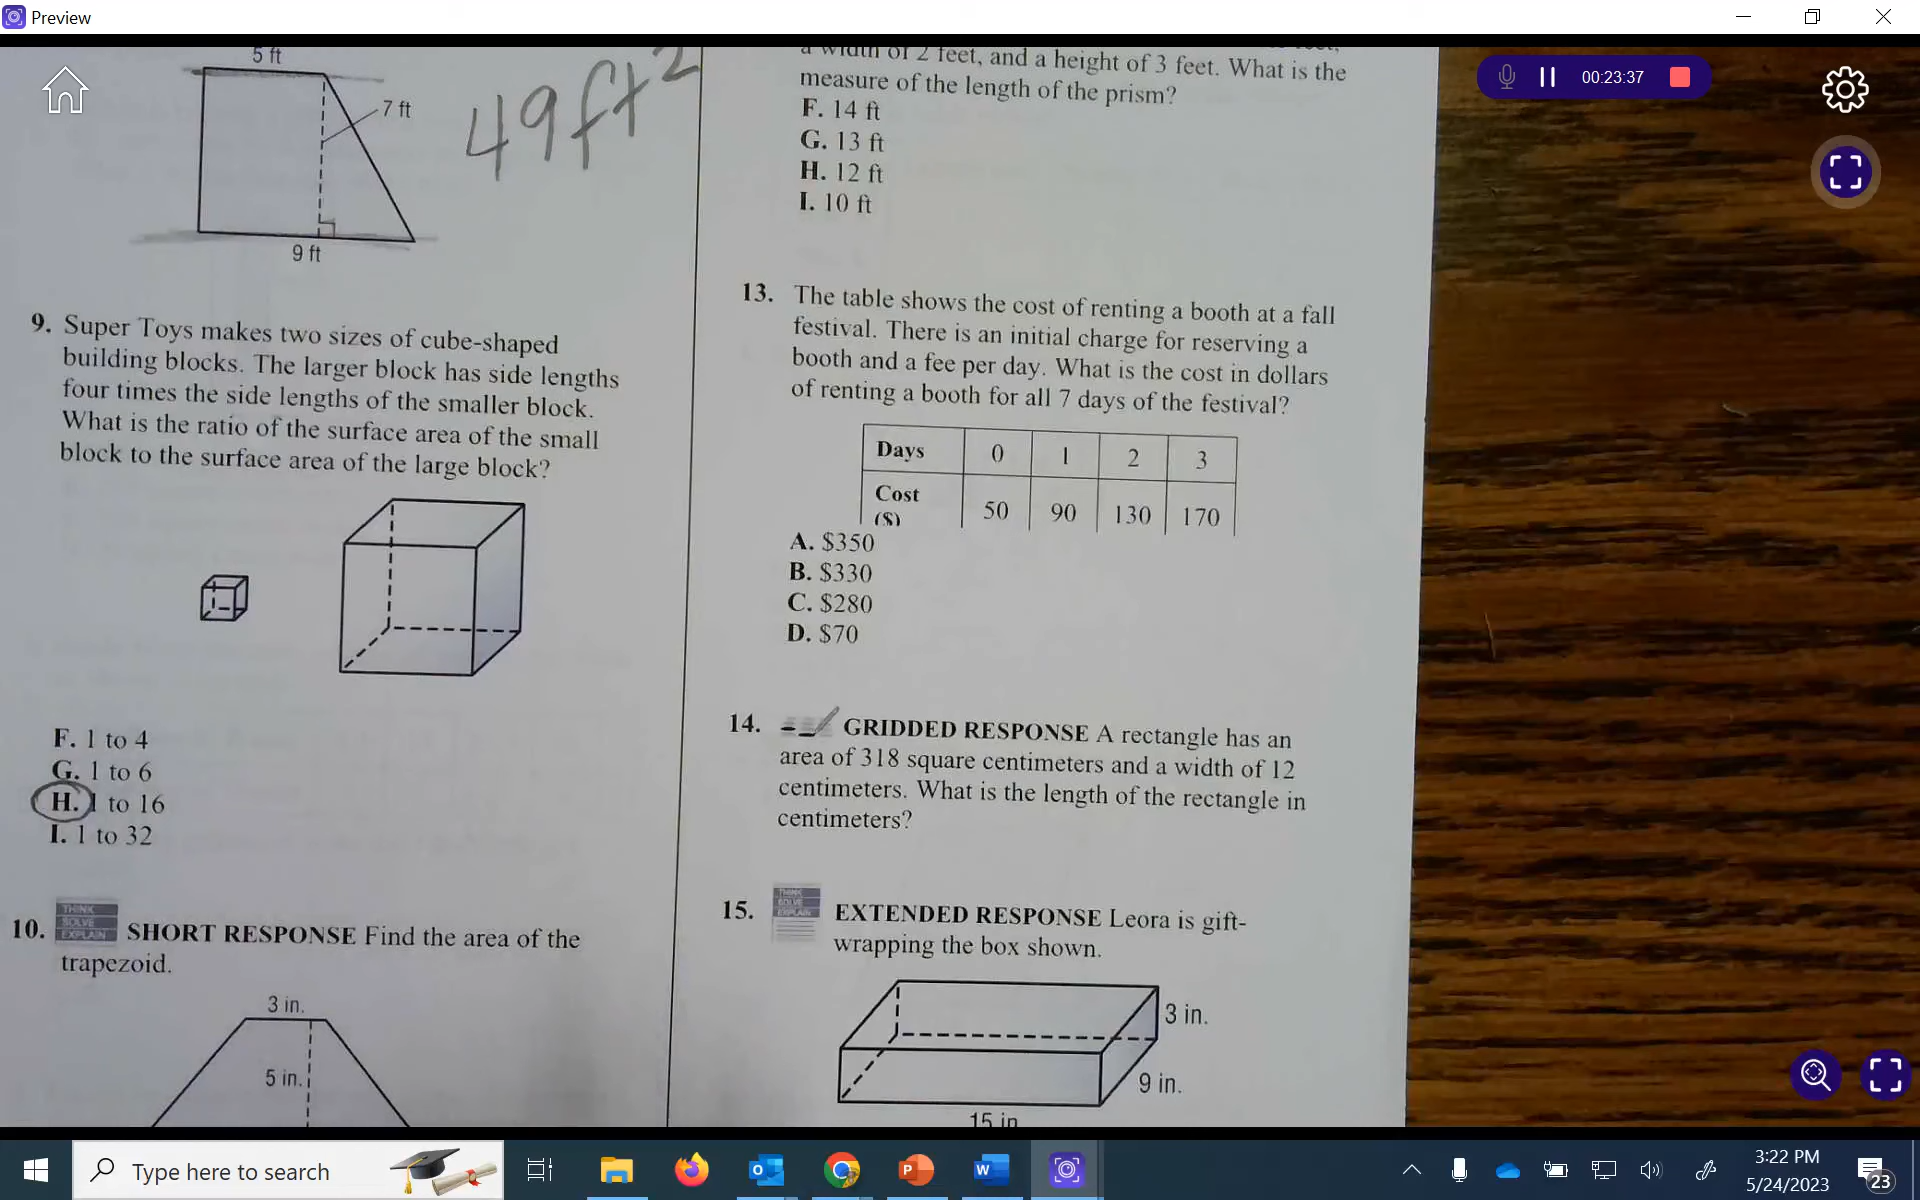 Preview
5 ft
7 ft
49ft²
9 ft
9. Super Toys makes two sizes of cube-shaped
building blocks. The larger block has side lengths
four times the side lengths of the smaller block.
What is the ratio of the surface area of the small
block to the surface area of the large block?
F. 1 to 4
G. 1 to 6
H. 1 to 16
I. 1 to 32
10. THINK SOLVE EXPLAIN SHORT RESPONSE Find the area of the
trapezoid.
3 in.
5 in.
a width of 2 feet, and a height of 3 feet. What is the
measure of the length of the prism?
F. 14 ft
G. 13 ft
H. 12 ft
I. 10 ft
13. The table shows the cost of renting a booth at a fall
festival. There is an initial charge for reserving a
booth and a fee per day. What is the cost in dollars
of renting a booth for all 7 days of the festival?
Days 0 1 2 3
Cost ($) 50 90 130 170
A. $350
B. $330
C. $280
D. $70
14. GRIDDED RESPONSE A rectangle has an
area of 318 square centimeters and a width of 12
centimeters. What is the length of the rectangle in
centimeters?
15. THINK SOLVE EXPLAIN EXTENDED RESPONSE Leora is gift-
wrapping the box shown.
3 in.
9 in.
15 in
00:23:37
Type here to search
3:22 PM
5/24/2023
23